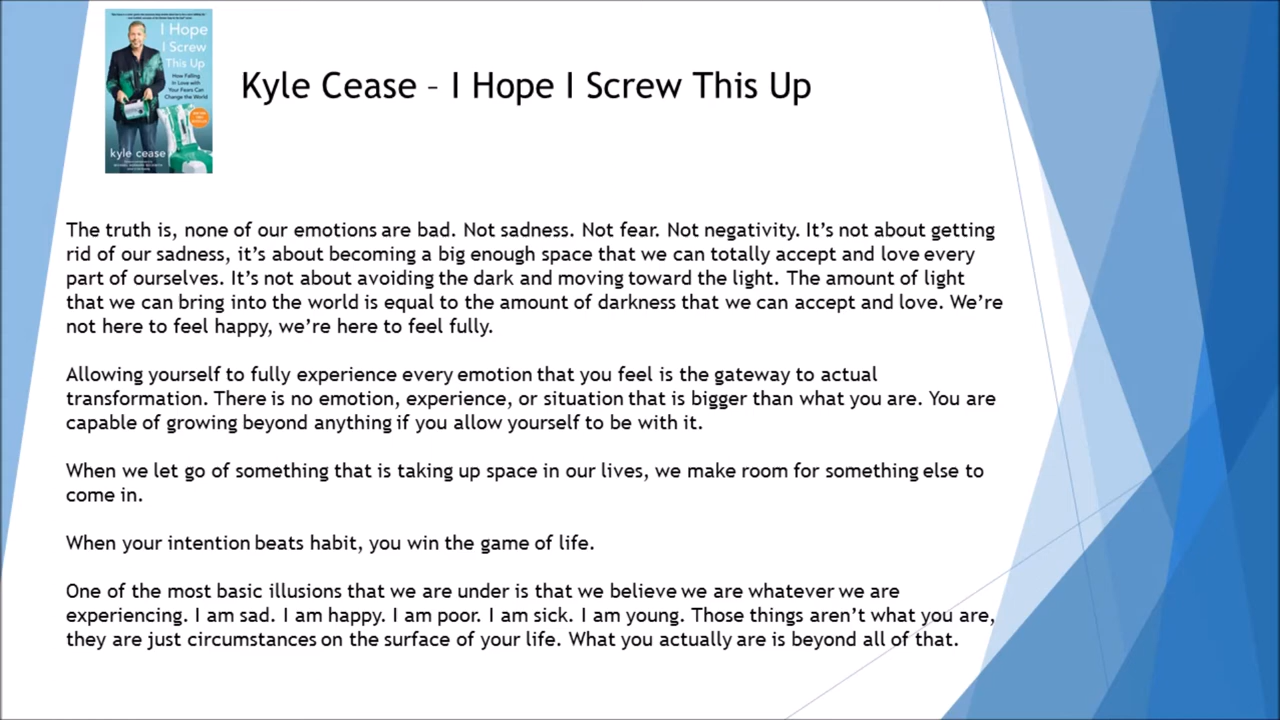 I Hope
I Screw
This Up
How Falling
in Love with
Your Fears Can
Change the World
kyle cease
Kyle Cease – I Hope I Screw This Up
The truth is, none of our emotions are bad. Not sadness. Not fear. Not negativity. It’s not about getting
rid of our sadness, it’s about becoming a big enough space that we can totally accept and love every
part of ourselves. It’s not about avoiding the dark and moving toward the light. The amount of light
that we can bring into the world is equal to the amount of darkness that we can accept and love. We’re
not here to feel happy, we’re here to feel fully.
Allowing yourself to fully experience every emotion that you feel is the gateway to actual
transformation. There is no emotion, experience, or situation that is bigger than what you are. You are
capable of growing beyond anything if you allow yourself to be with it.
When we let go of something that is taking up space in our lives, we make room for something else to
come in.
When your intention beats habit, you win the game of life.
One of the most basic illusions that we are under is that we believe we are whatever we are
experiencing. I am sad. I am happy. I am poor. I am sick. I am young. Those things aren’t what you are,
they are just circumstances on the surface of your life. What you actually are is beyond all of that.